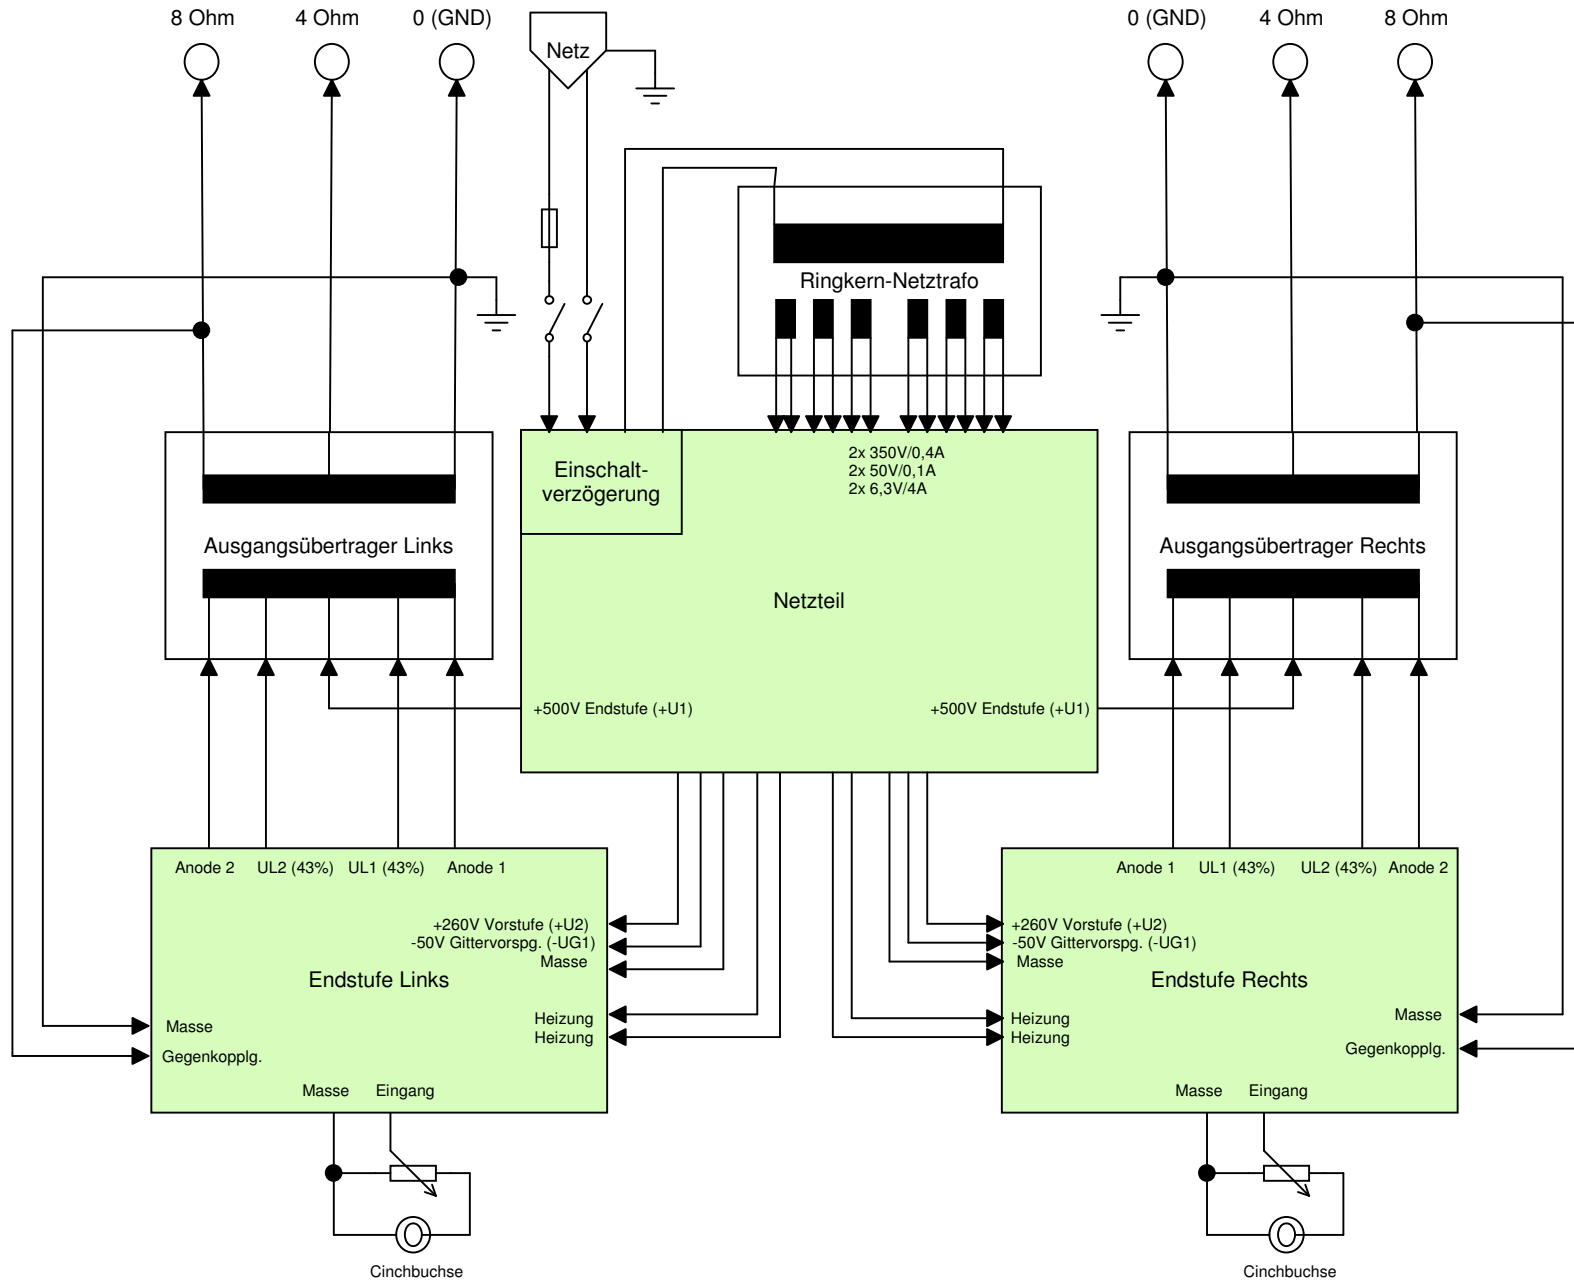 8 Ohm
4 Ohm
0 (GND)
0 (GND)
4 Ohm
8 Ohm
Netz
Ringkern-Netztrafo
Einschalt-
verzögerung
2x 350V/0,4A
2x 50V/0,1A
2x 6,3V/4A
Ausgangsübertrager Links
Ausgangsübertrager Rechts
Netzteil
+500V Endstufe (+U1)
+500V Endstufe (+U1)
Anode 2
UL2 (43%)
UL1 (43%)
Anode 1
+260V Vorstufe (+U2)
-50V Gittervorspg. (-UG1)
Masse
Endstufe Links
Heizung
Heizung
Masse
Gegenkopplg.
Masse
Eingang
Cinchbuchse
Anode 1
UL1 (43%)
UL2 (43%)
Anode 2
+260V Vorstufe (+U2)
-50V Gittervorspg. (-UG1)
Masse
Endstufe Rechts
Heizung
Heizung
Masse
Gegenkopplg.
Masse
Eingang
Cinchbuchse